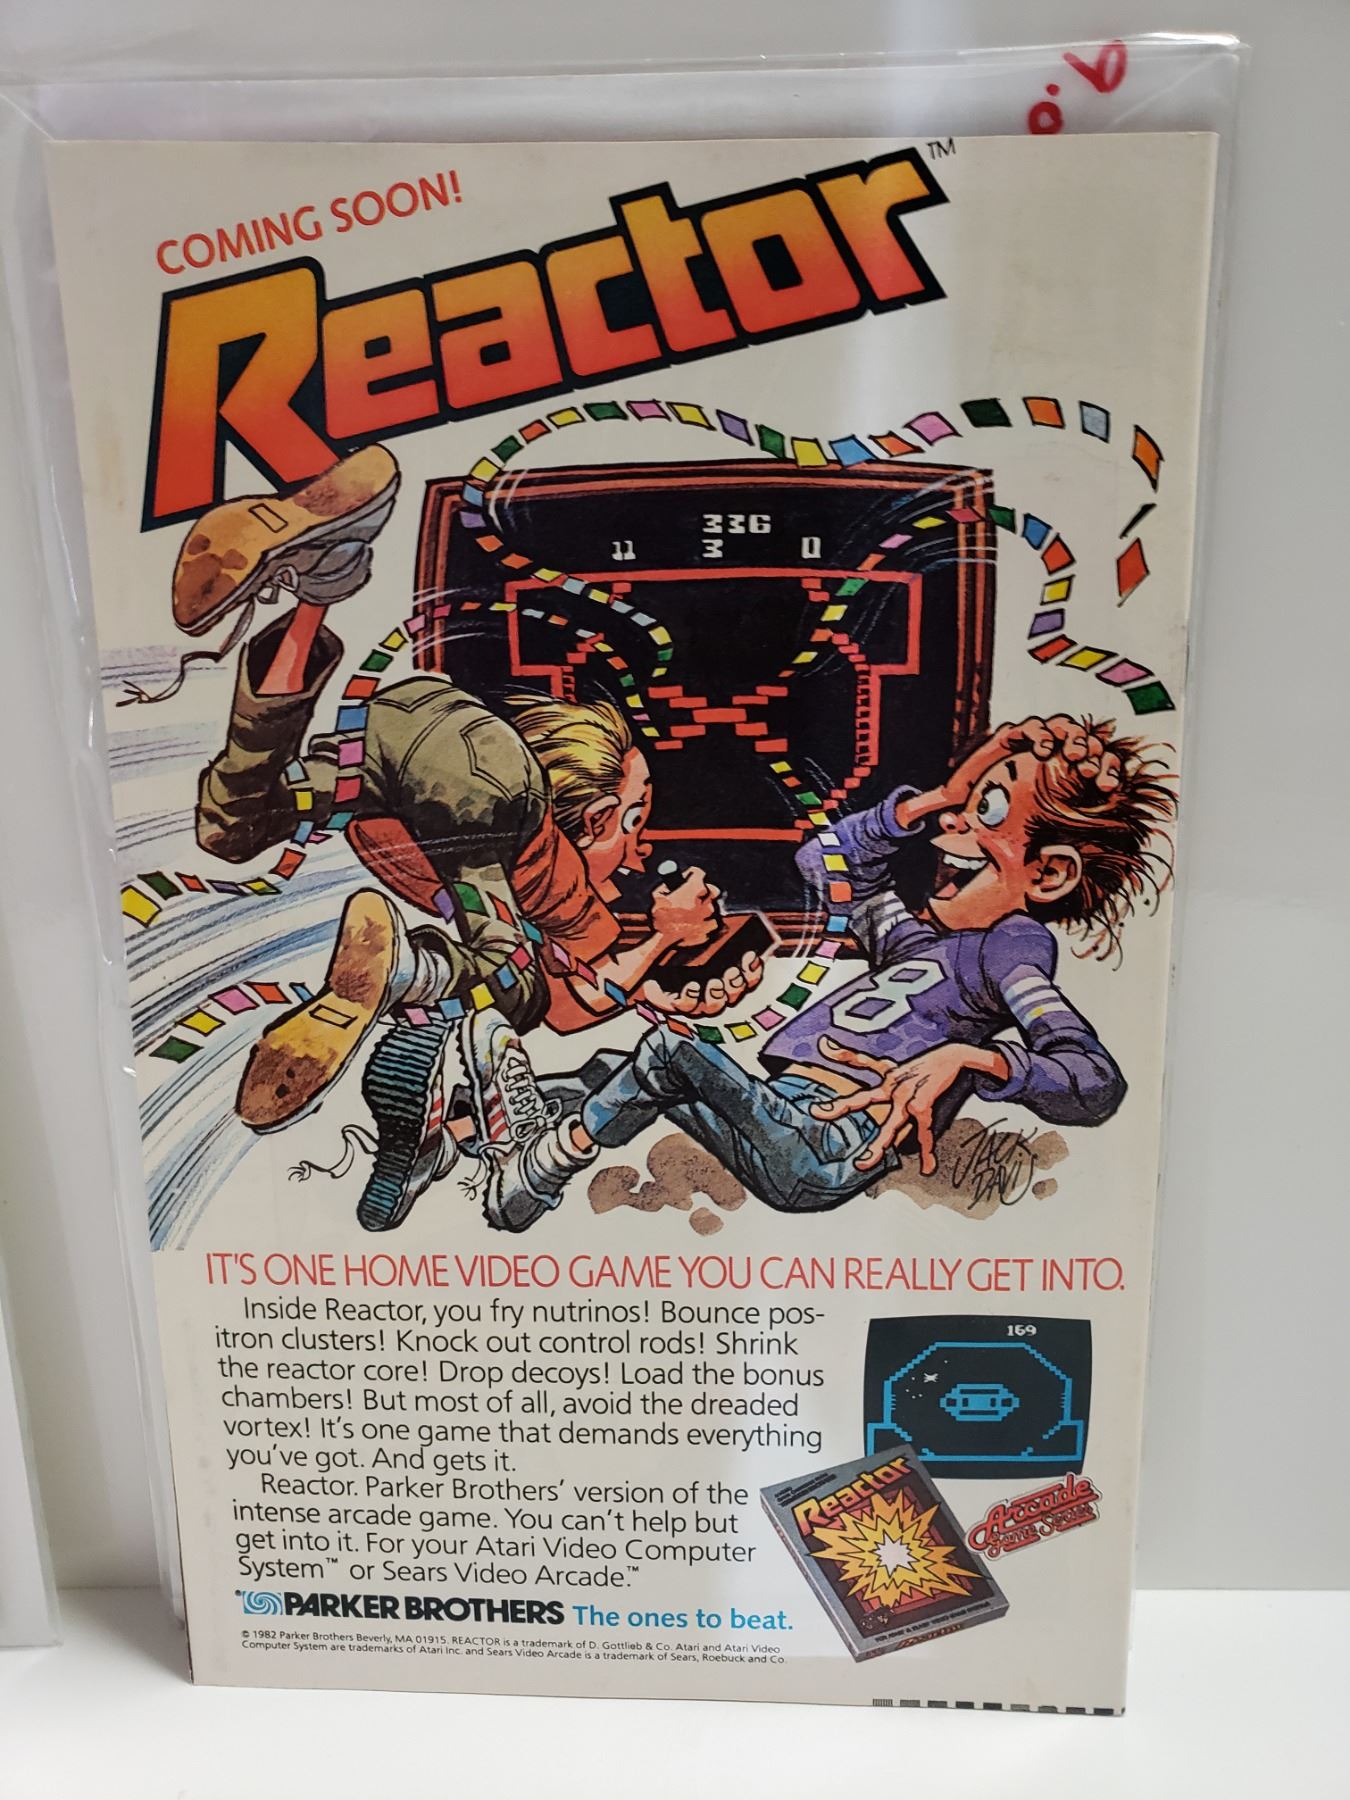 COMING SOON!
Reactor™
336
11 3 0
8
JACK
DAVIS
IT'S ONE HOME VIDEO GAME YOU CAN REALLY GET INTO.
Inside Reactor, you fry nutrinos! Bounce pos-
itron clusters! Knock out control rods! Shrink
the reactor core! Drop decoys! Load the bonus
chambers! But most of all, avoid the dreaded
vortex! It's one game that demands everything
you've got. And gets it.
Reactor. Parker Brothers' version of the
intense arcade game. You can't help but
get into it. For your Atari Video Computer
System™ or Sears Video Arcade.™
169
Reactor
Arcade
Game Series
PARKER BROTHERS The ones to beat.
© 1982 Parker Brothers Beverly, MA 01915. REACTOR is a trademark of D. Gottlieb & Co. Atari and Atari Video
Computer System are trademarks of Atari Inc. and Sears Video Arcade is a trademark of Sears, Roebuck and Co.